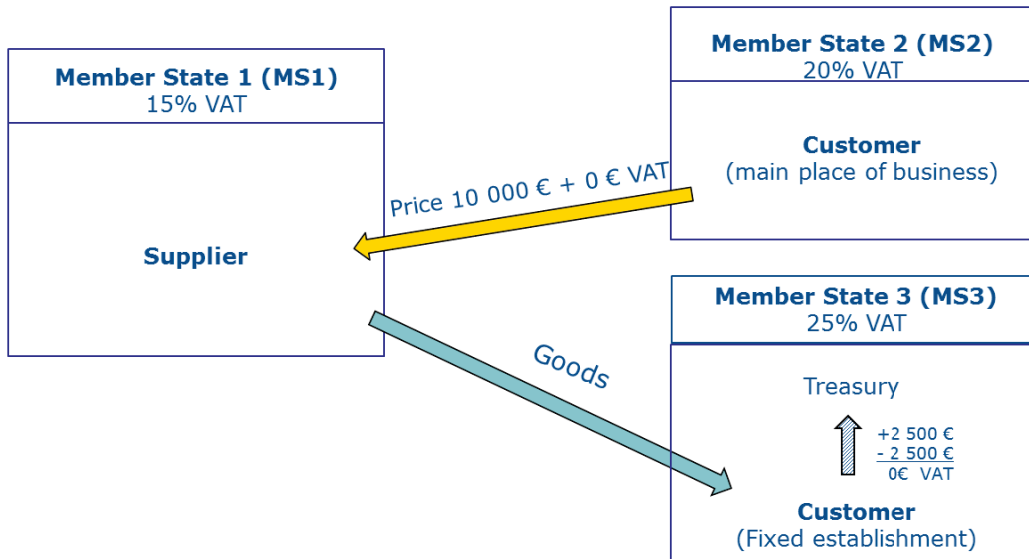 Member State 1 (MS1)
15% VAT
Supplier
Price 10 000 € + 0 € VAT
Goods
Member State 2 (MS2)
20% VAT
Customer
(main place of business)
Member State 3 (MS3)
25% VAT
Treasury
+2 500 €
- 2 500 €
0€ VAT
Customer
(Fixed establishment)